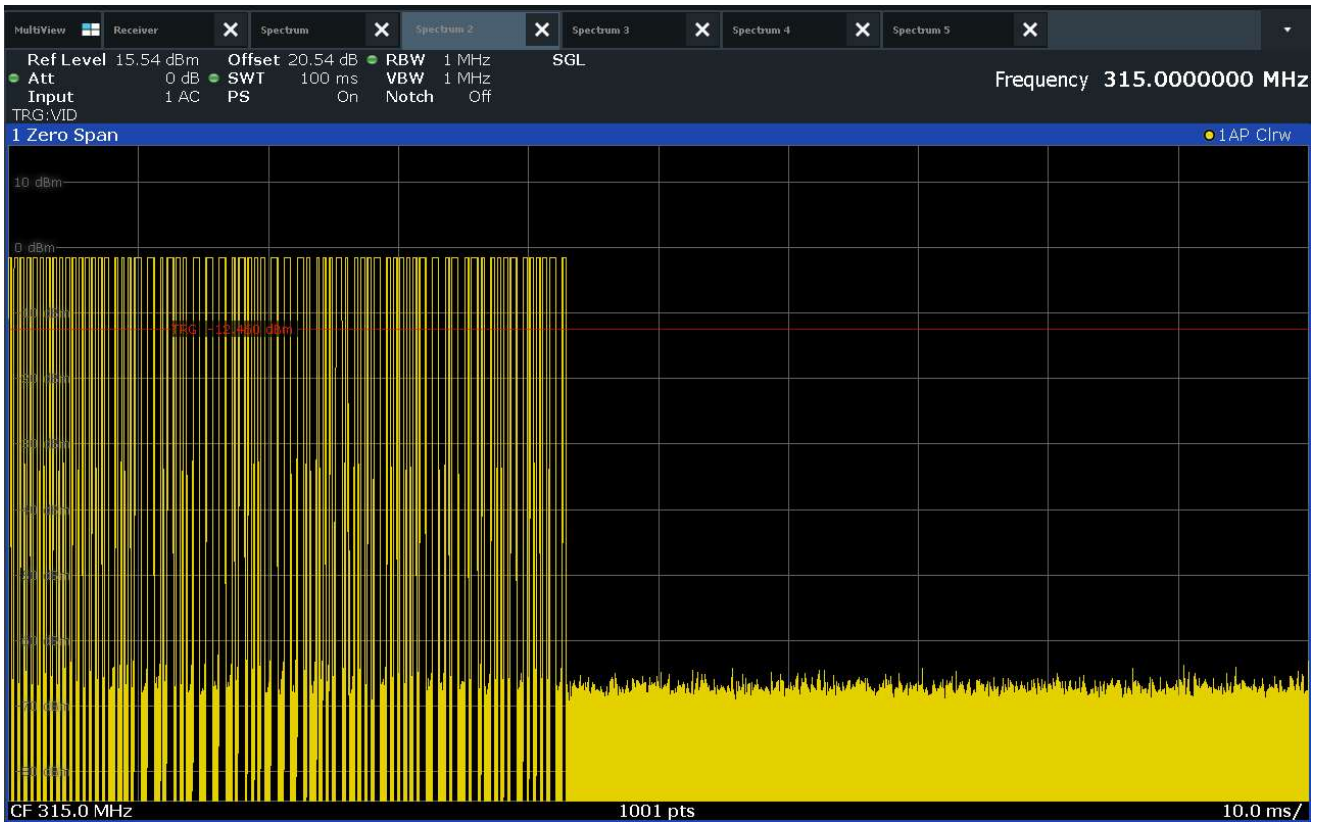 MultiView Receiver Spectrum Spectrum 2 Spectrum 3 Spectrum 4 Spectrum 5
Ref Level 15.54 dBm Offset 20.54 dB RBW 1 MHz SGL
Att 0 dB SWT 100 ms VBW 1 MHz
Frequency 315.0000000 MHz
Input 1 AC PS On Notch Off
TRG:VID
1 Zero Span 1AP Clrw
10 dBm
0 dBm
TRG -12.460 dBm
CF 315.0 MHz 1001 pts 10.0 ms/